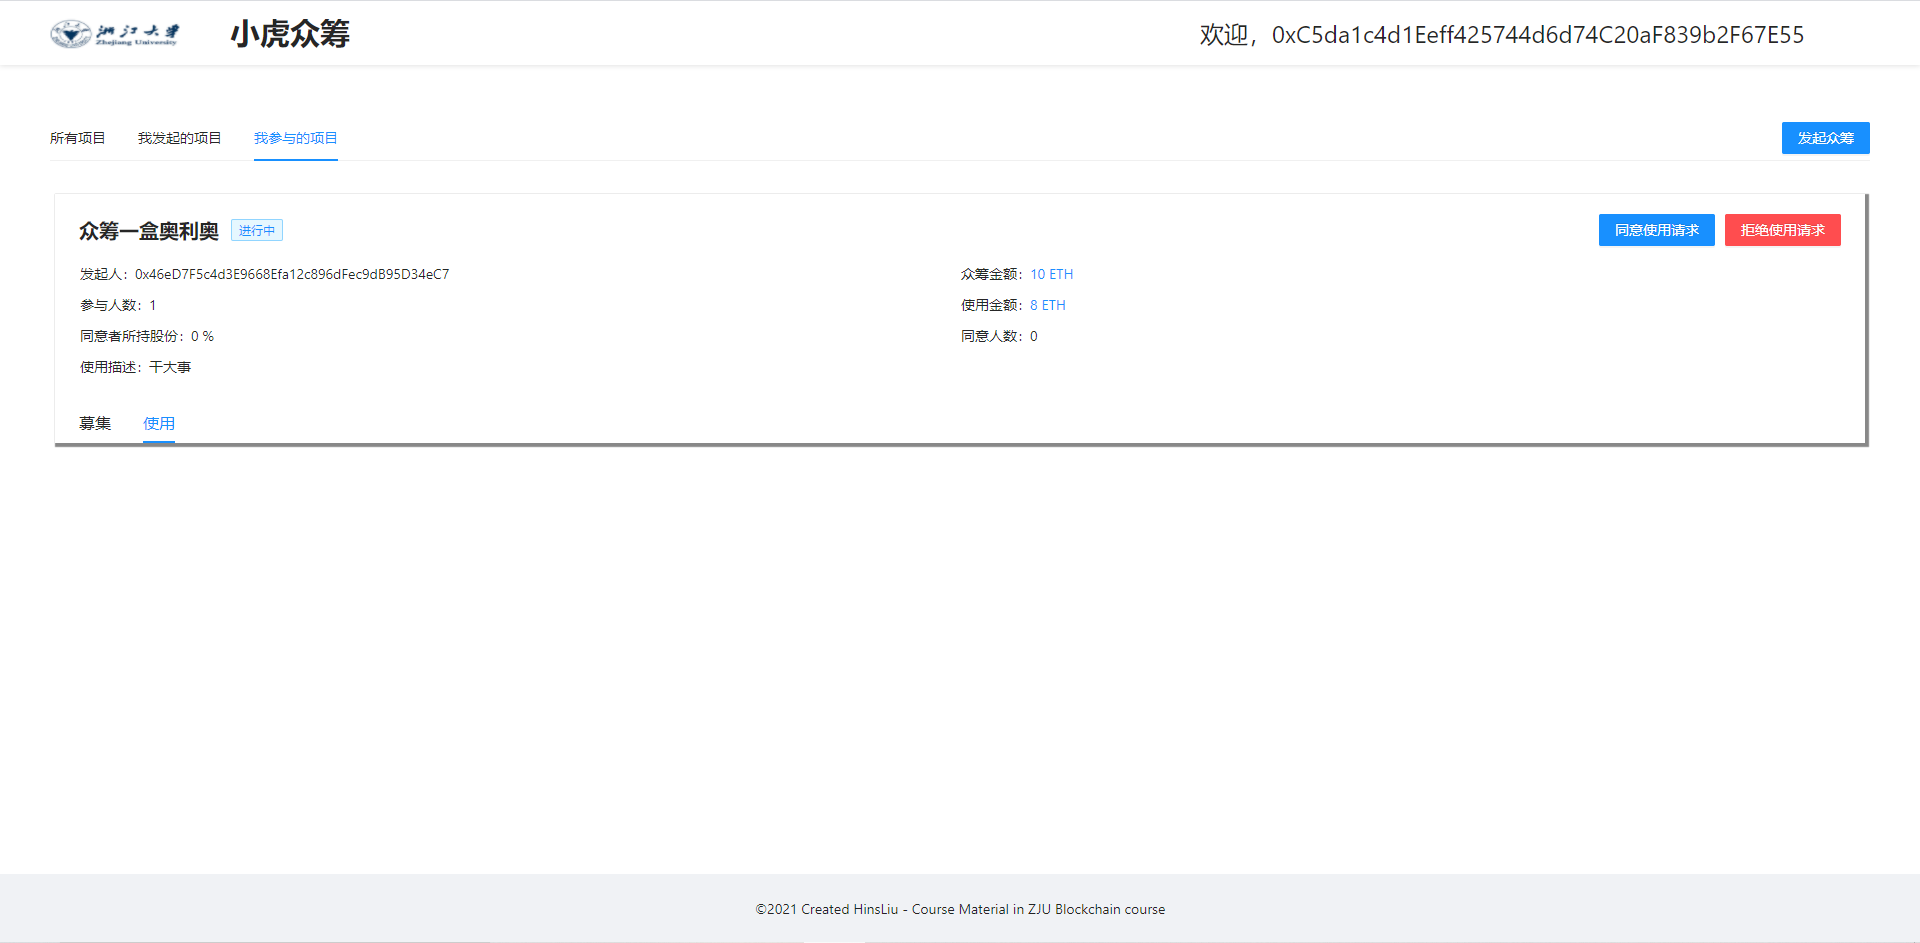 浙江大学
Zhejiang University
小虎众筹
欢迎，0xC5da1c4d1Eeff425744d6d74C20aF839b2F67E55
所有项目 我发起的项目 我参与的项目 发起众筹
众筹一盒奥利奥 进行中 同意使用请求 拒绝使用请求
发起人：0x46eD7F5c4d3E9668Efa12c896dFec9dB95D34eC7 众筹金额：10 ETH
参与人数：1 使用金额：8 ETH
同意者所持股份：0 % 同意人数：0
使用描述：干大事
募集 使用
©2021 Created HinsLiu - Course Material in ZJU Blockchain course